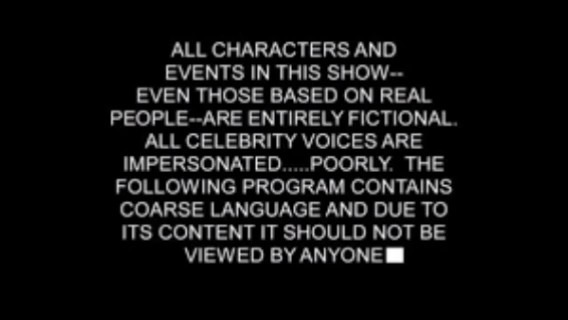 ALL CHARACTERS AND
EVENTS IN THIS SHOW--
EVEN THOSE BASED ON REAL
PEOPLE--ARE ENTIRELY FICTIONAL.
ALL CELEBRITY VOICES ARE
IMPERSONATED.....POORLY. THE
FOLLOWING PROGRAM CONTAINS
COARSE LANGUAGE AND DUE TO
ITS CONTENT IT SHOULD NOT BE
VIEWED BY ANYONE